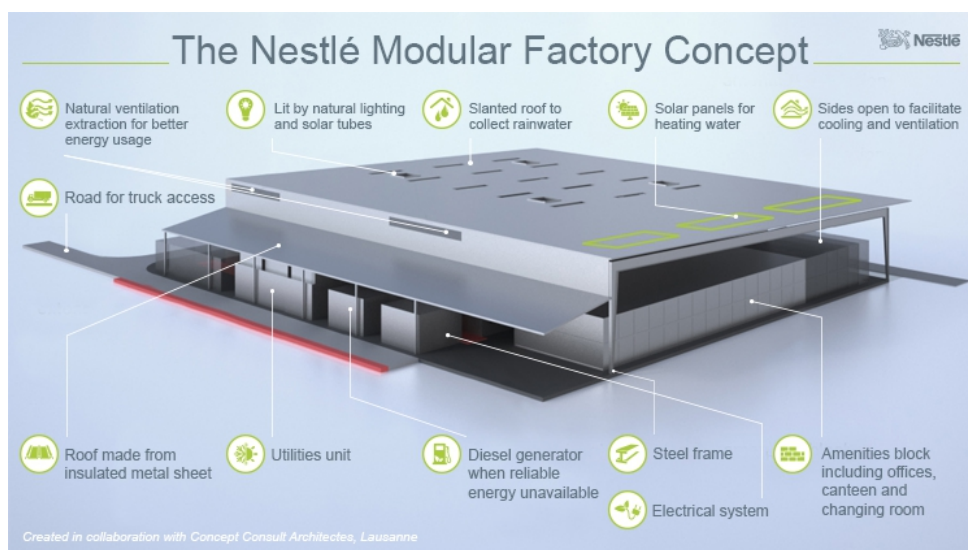 The Nestlé Modular Factory Concept
Nestlé
Natural ventilation
extraction for better
energy usage
Lit by natural lighting
and solar tubes
Slanted roof to
collect rainwater
Solar panels for
heating water
Sides open to facilitate
cooling and ventilation
Road for truck access
Roof made from
insulated metal sheet
Utilities unit
Diesel generator
when reliable
energy unavailable
Steel frame
Electrical system
Amenities block
including offices,
canteen and
changing room
Created in collaboration with Concept Consult Architectes, Lausanne